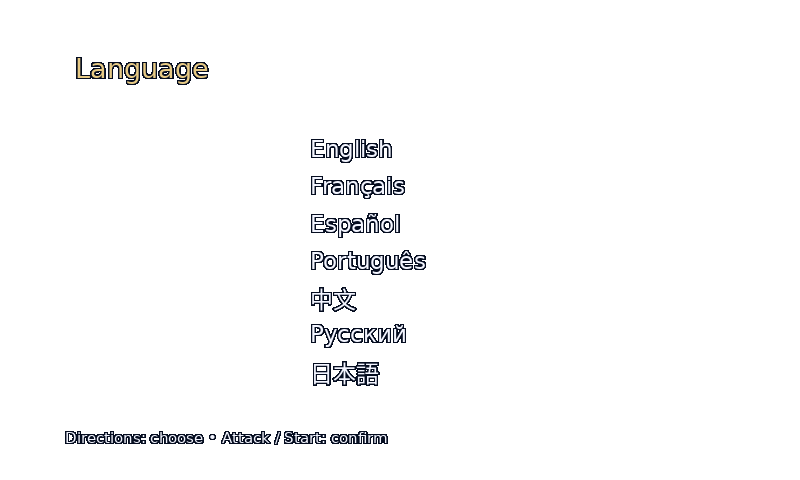 Language
English
Français
Español
Português
中文
Русский
日本語
Directions: choose • Attack / Start: confirm